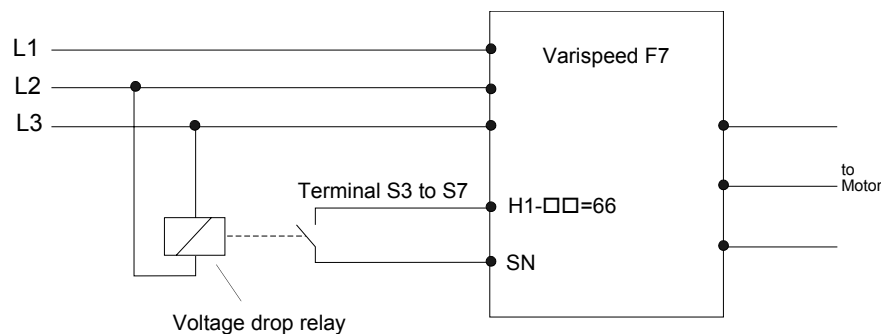 L1
Varispeed F7
L2
L3
to
Motor
Terminal S3 to S7
H1-□□=66
SN
Voltage drop relay